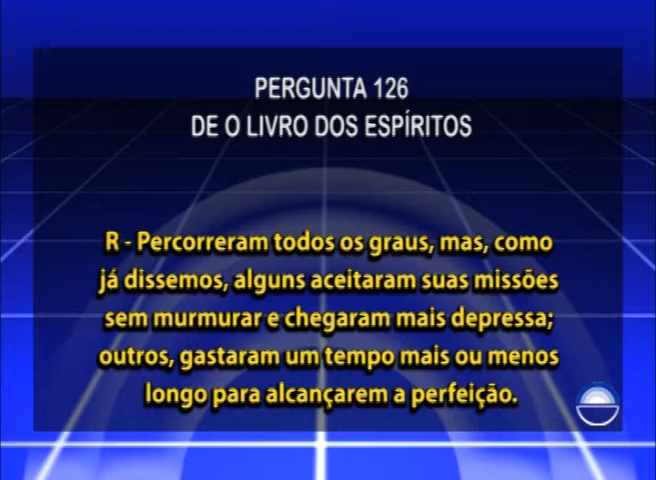 PERGUNTA 126
DE O LIVRO DOS ESPÍRITOS
R - Percorreram todos os graus, mas, como
já dissemos, alguns aceitaram suas missões
sem murmurar e chegaram mais depressa;
outros, gastaram um tempo mais ou menos
longo para alcançarem a perfeição.